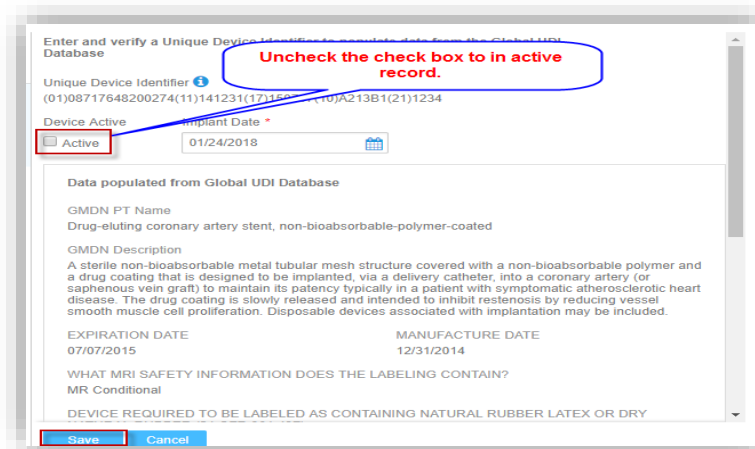 Enter and verify a Unique Device Identifier to populate data from the Global UDI
Database
Uncheck the check box to in active
record.
Unique Device Identifier
(01)08717648200274(11)141231(17)150707(10)A213B1(21)1234
Device Active
Implant Date *
Active
01/24/2018
Data populated from Global UDI Database
GMDN PT Name
Drug-eluting coronary artery stent, non-bioabsorbable-polymer-coated
GMDN Description
A sterile non-bioabsorbable metal tubular mesh structure covered with a non-bioabsorbable polymer and
a drug coating that is designed to be implanted, via a delivery catheter, into a coronary artery (or
saphenous vein graft) to maintain its patency typically in a patient with symptomatic atherosclerotic heart
disease. The drug coating is slowly released and intended to inhibit restenosis by reducing vessel
smooth muscle cell proliferation. Disposable devices associated with implantation may be included.
EXPIRATION DATE
MANUFACTURE DATE
07/07/2015
12/31/2014
WHAT MRI SAFETY INFORMATION DOES THE LABELING CONTAIN?
MR Conditional
DEVICE REQUIRED TO BE LABELED AS CONTAINING NATURAL RUBBER LATEX OR DRY
Save
Cancel